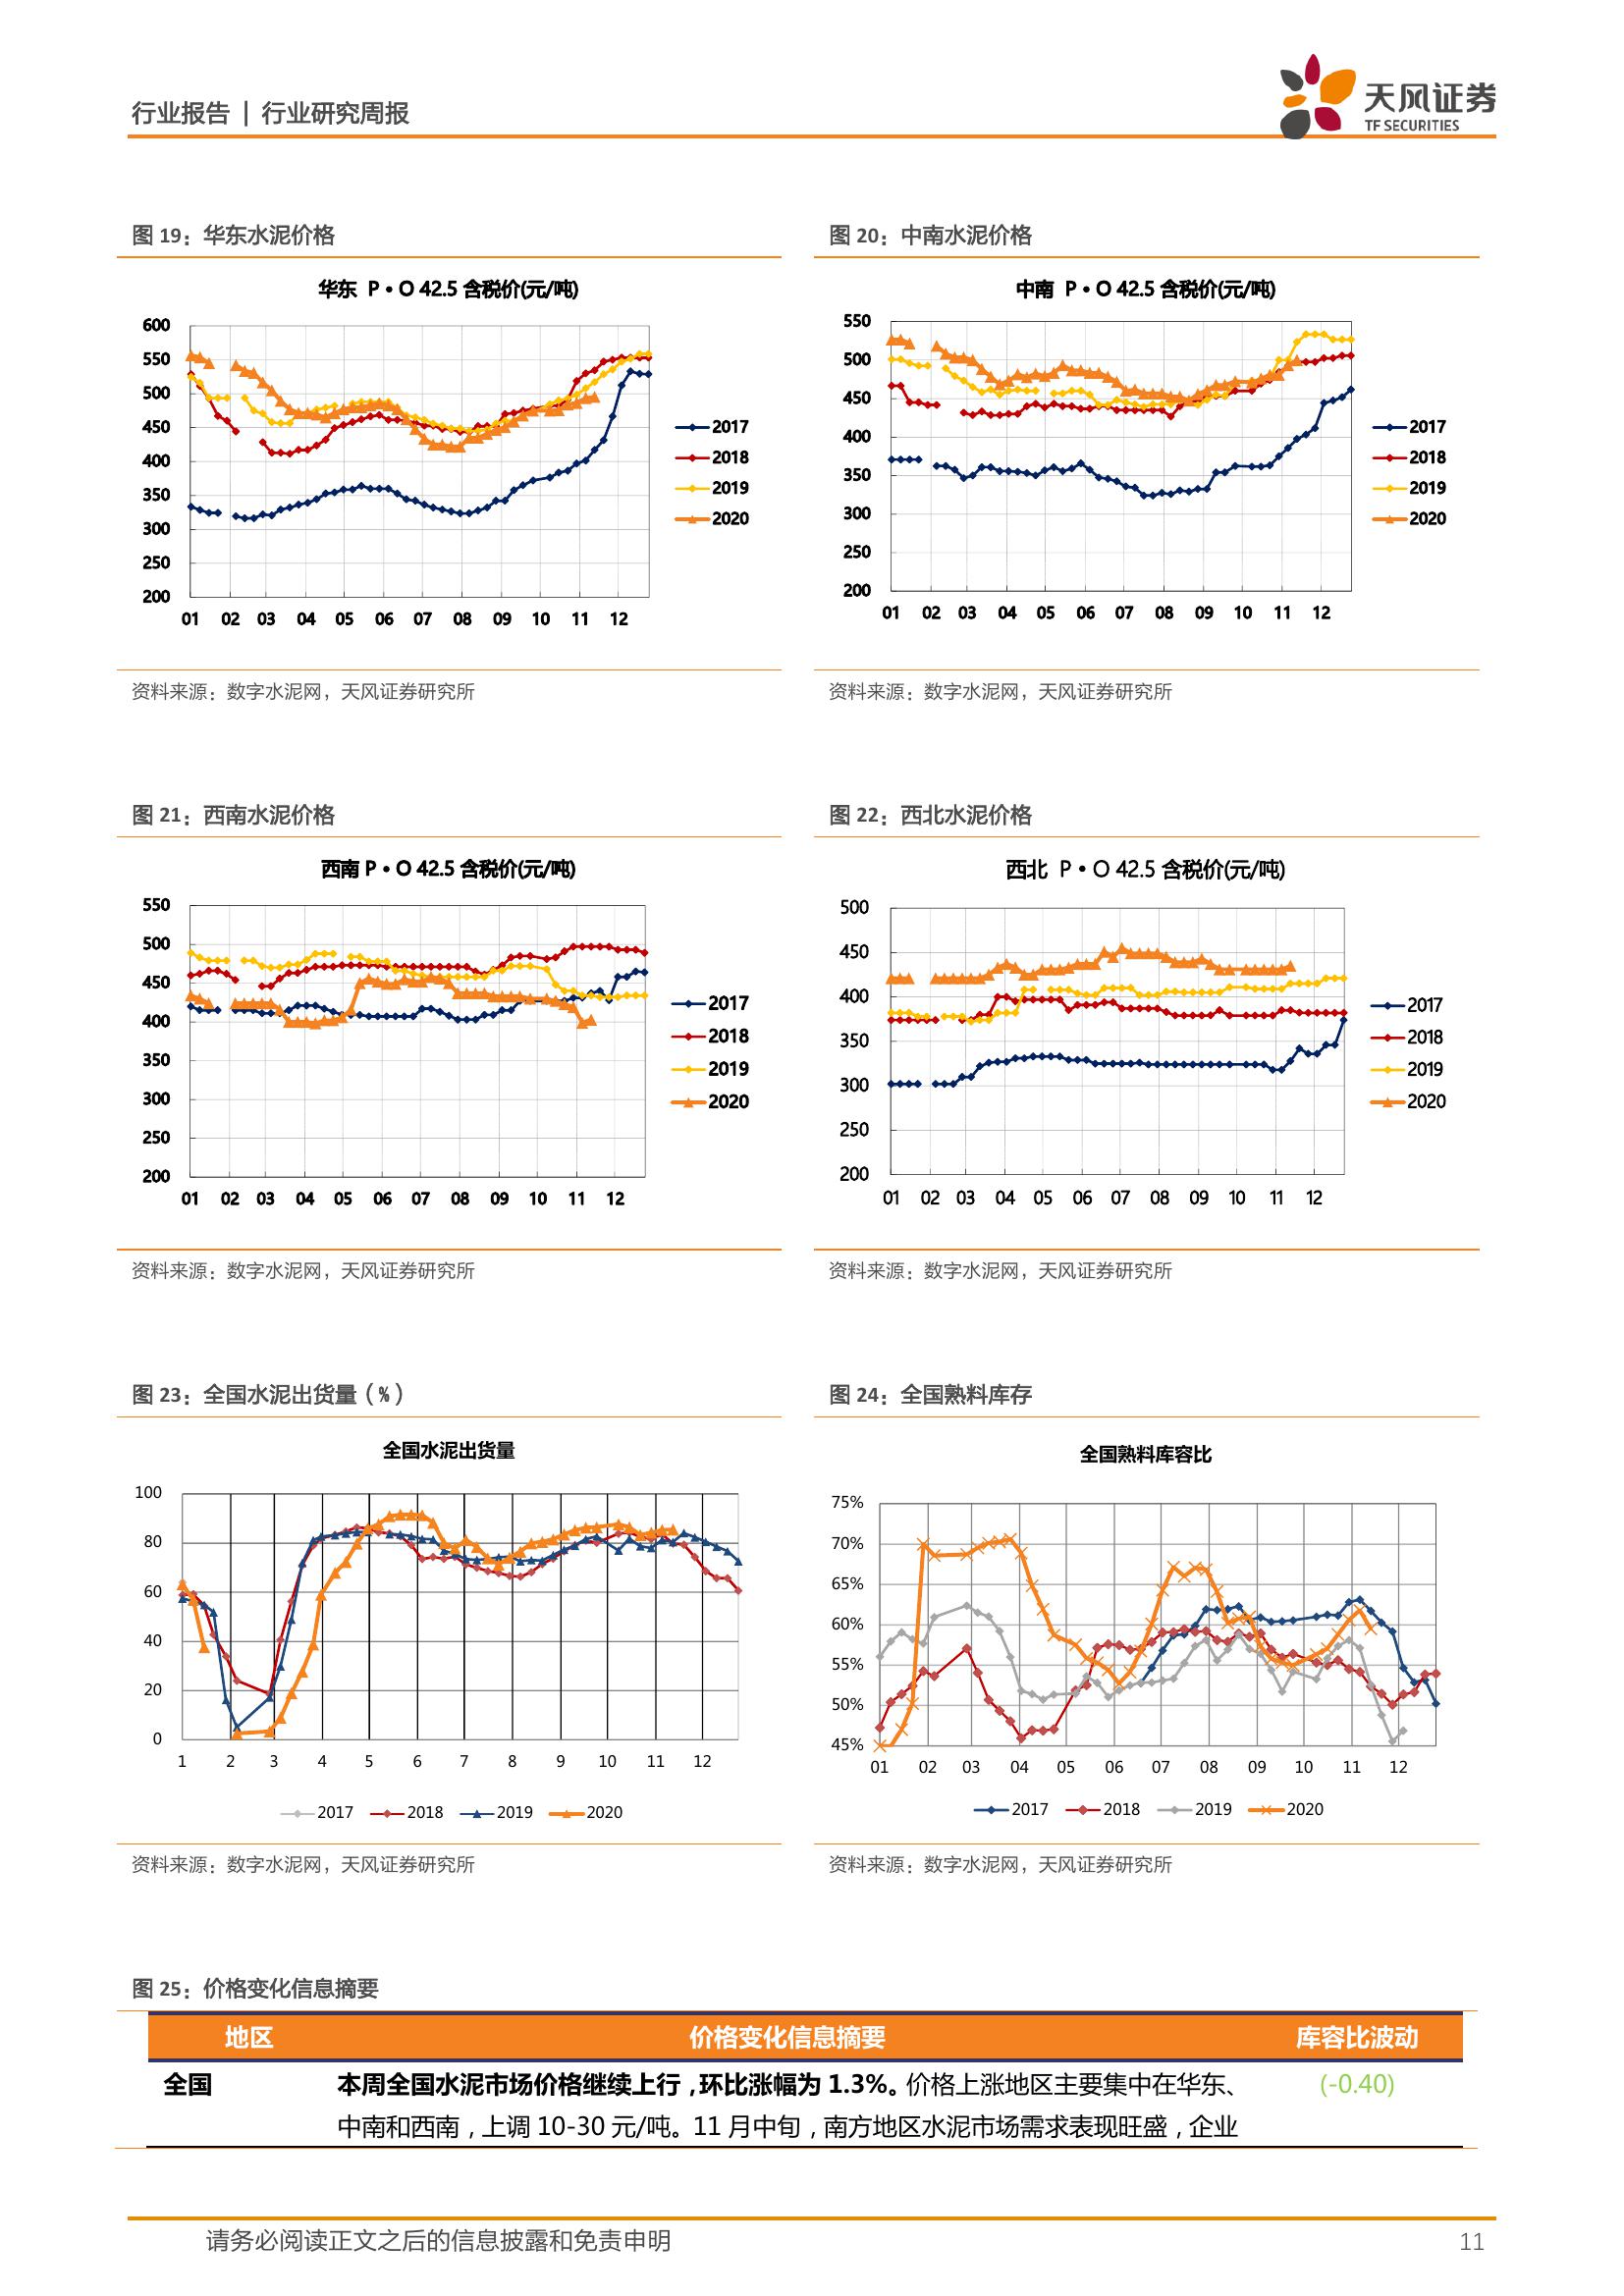 行业报告 | 行业研究周报
天风证券
TF SECURITIES
图 19：华东水泥价格
华东 P • O 42.5 含税价(元/吨)
600
550
500
450
400
350
300
250
200
01 02 03 04 05 06 07 08 09 10 11 12
2017
2018
2019
2020
资料来源：数字水泥网，天风证券研究所
图 20：中南水泥价格
中南 P • O 42.5 含税价(元/吨)
550
500
450
400
350
300
250
200
01 02 03 04 05 06 07 08 09 10 11 12
2017
2018
2019
2020
资料来源：数字水泥网，天风证券研究所
图 21：西南水泥价格
西南 P • O 42.5 含税价(元/吨)
550
500
450
400
350
300
250
200
01 02 03 04 05 06 07 08 09 10 11 12
2017
2018
2019
2020
资料来源：数字水泥网，天风证券研究所
图 22：西北水泥价格
西北 P • O 42.5 含税价(元/吨)
500
450
400
350
300
250
200
01 02 03 04 05 06 07 08 09 10 11 12
2017
2018
2019
2020
资料来源：数字水泥网，天风证券研究所
图 23：全国水泥出货量（%）
全国水泥出货量
100
80
60
40
20
0
1 2 3 4 5 6 7 8 9 10 11 12
2017 2018 2019 2020
资料来源：数字水泥网，天风证券研究所
图 24：全国熟料库存
全国熟料库容比
75%
70%
65%
60%
55%
50%
45%
01 02 03 04 05 06 07 08 09 10 11 12
2017 2018 2019 2020
资料来源：数字水泥网，天风证券研究所
图 25：价格变化信息摘要
地区 价格变化信息摘要 库容比波动
全国 本周全国水泥市场价格继续上行，环比涨幅为 1.3%。价格上涨地区主要集中在华东、 (-0.40)
中南和西南，上调 10-30 元/吨。11 月中旬，南方地区水泥市场需求表现旺盛，企业
请务必阅读正文之后的信息披露和免责申明 11